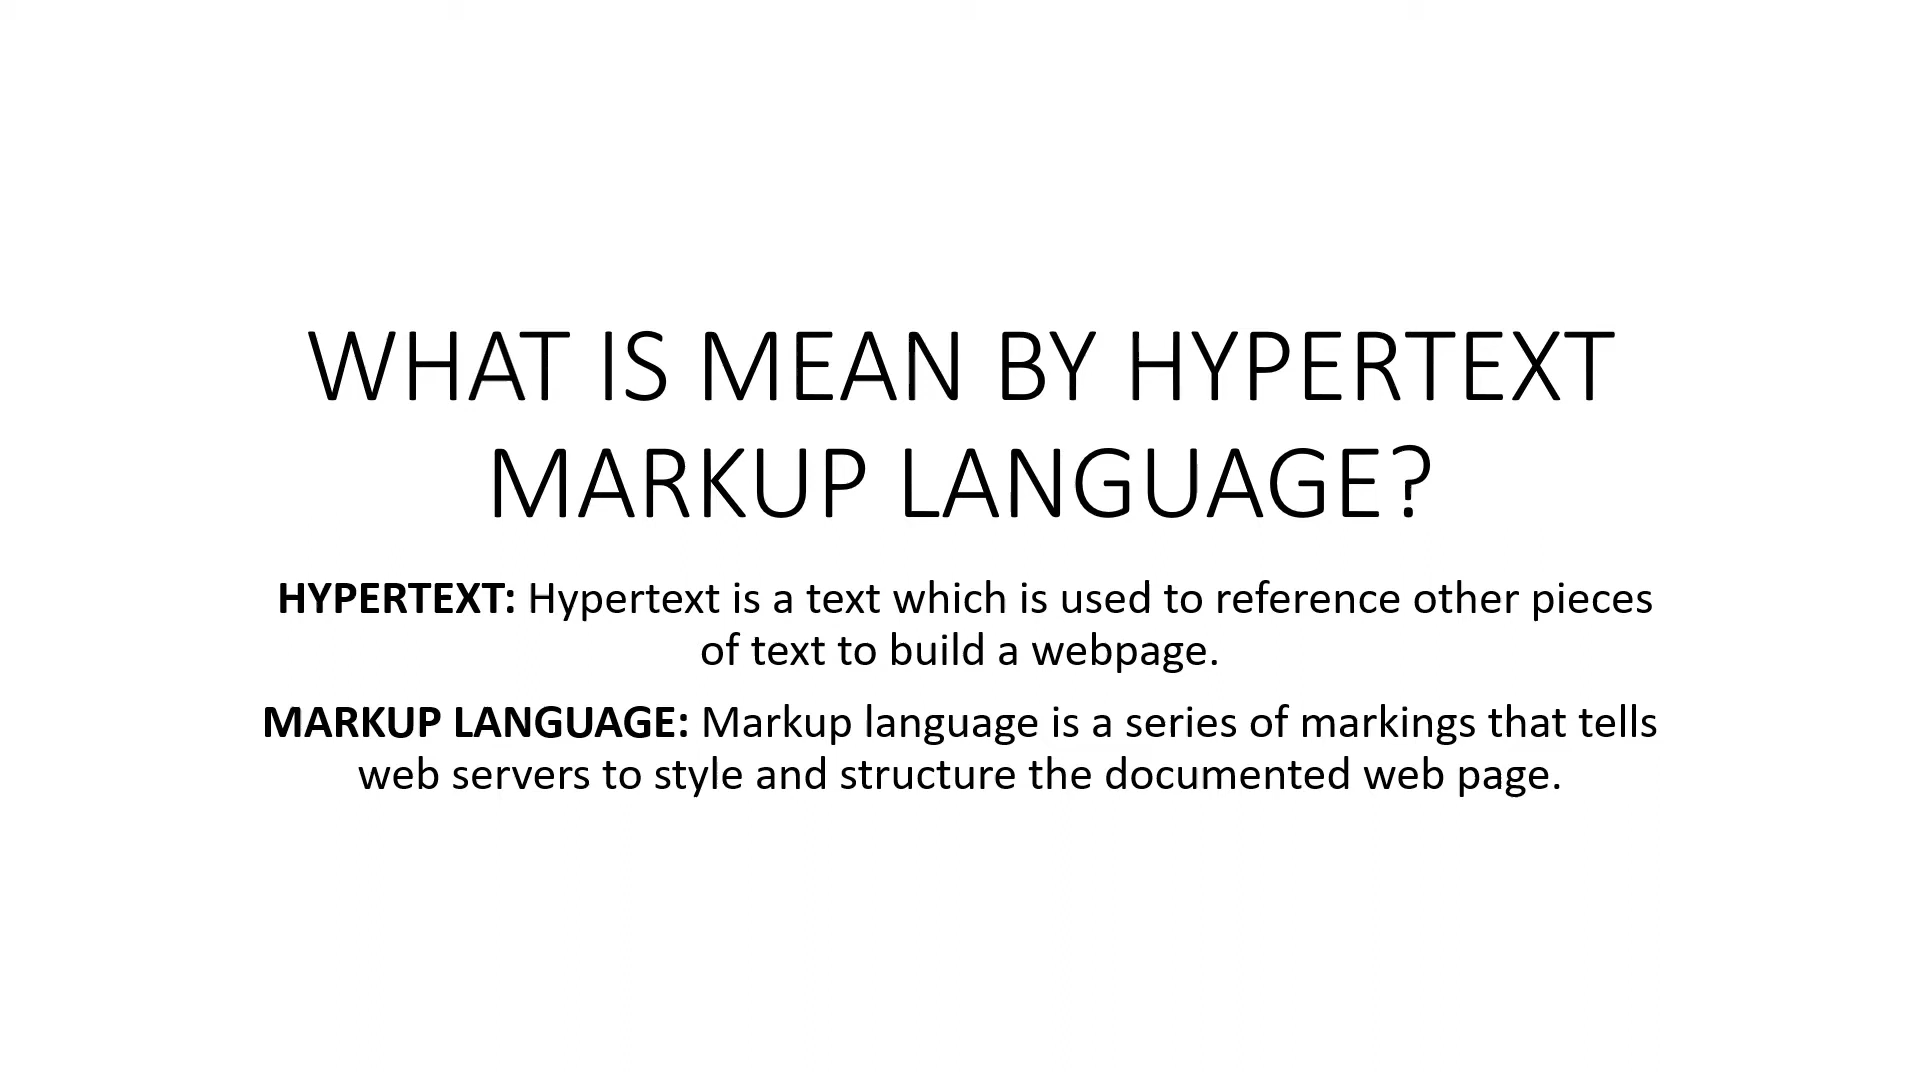 WHAT IS MEAN BY HYPERTEXT
MARKUP LANGUAGE?
HYPERTEXT: Hypertext is a text which is used to reference other pieces
of text to build a webpage.
MARKUP LANGUAGE: Markup language is a series of markings that tells
web servers to style and structure the documented web page.